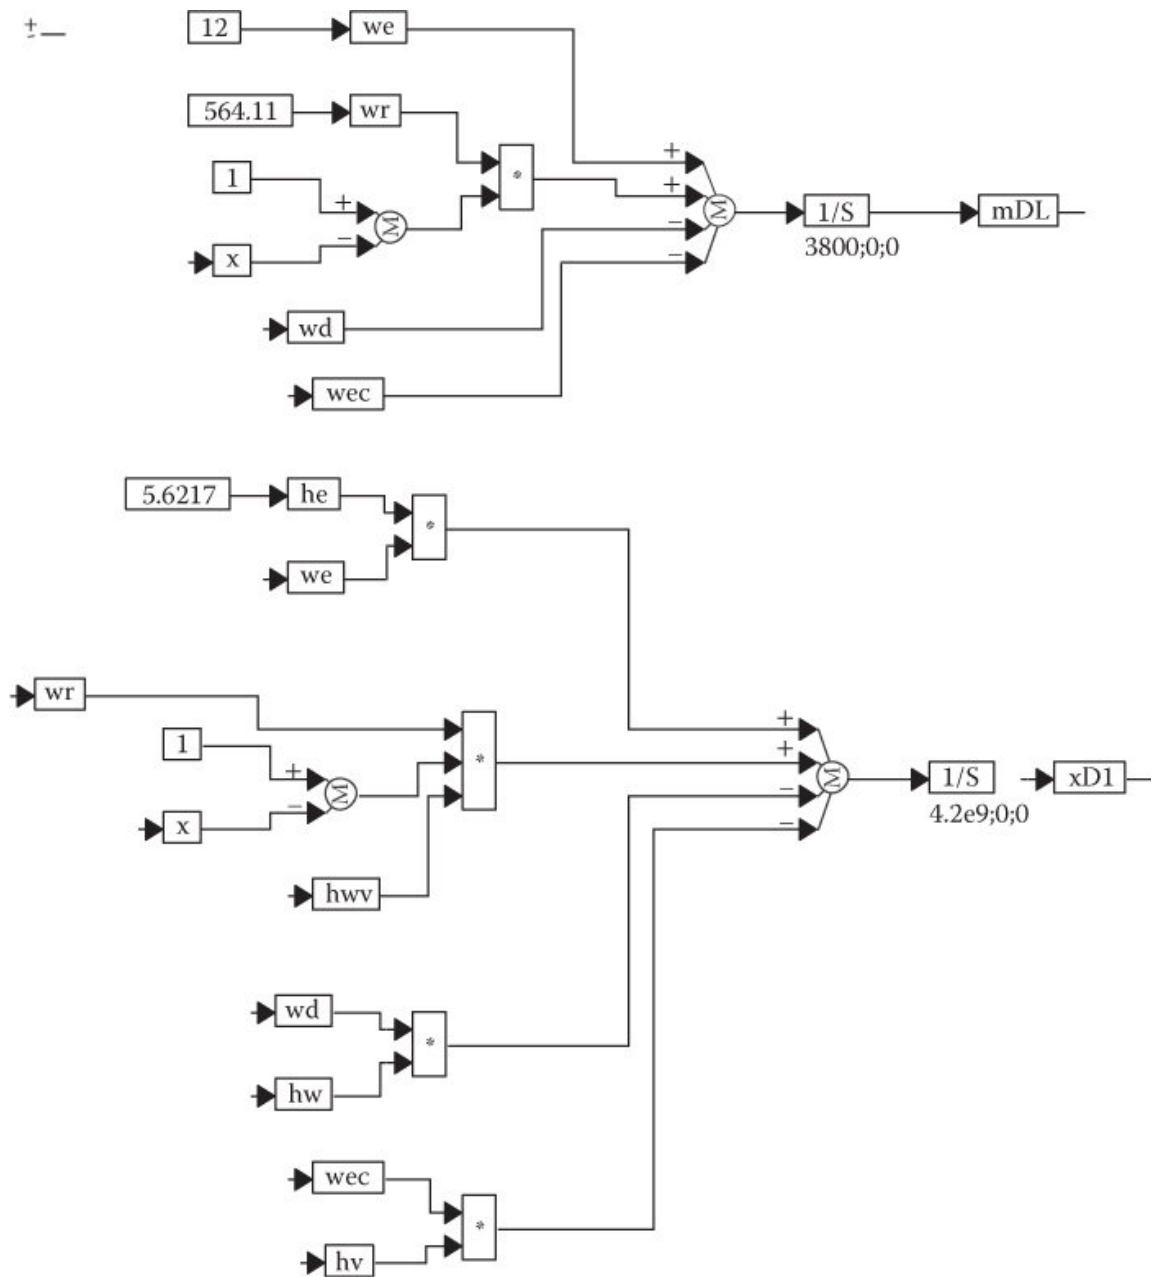 +
- —
12
we
564.11
wr
1
+
-
M
x
*
wd
wec
+
+
-
-
M
1/S
3800;0;0
mDL
5.6217
he
we
*
wr
1
+
-
M
x
*
hwv
wd
hw
*
wec
hv
*
+
+
-
-
M
1/S
4.2e9;0;0
xD1